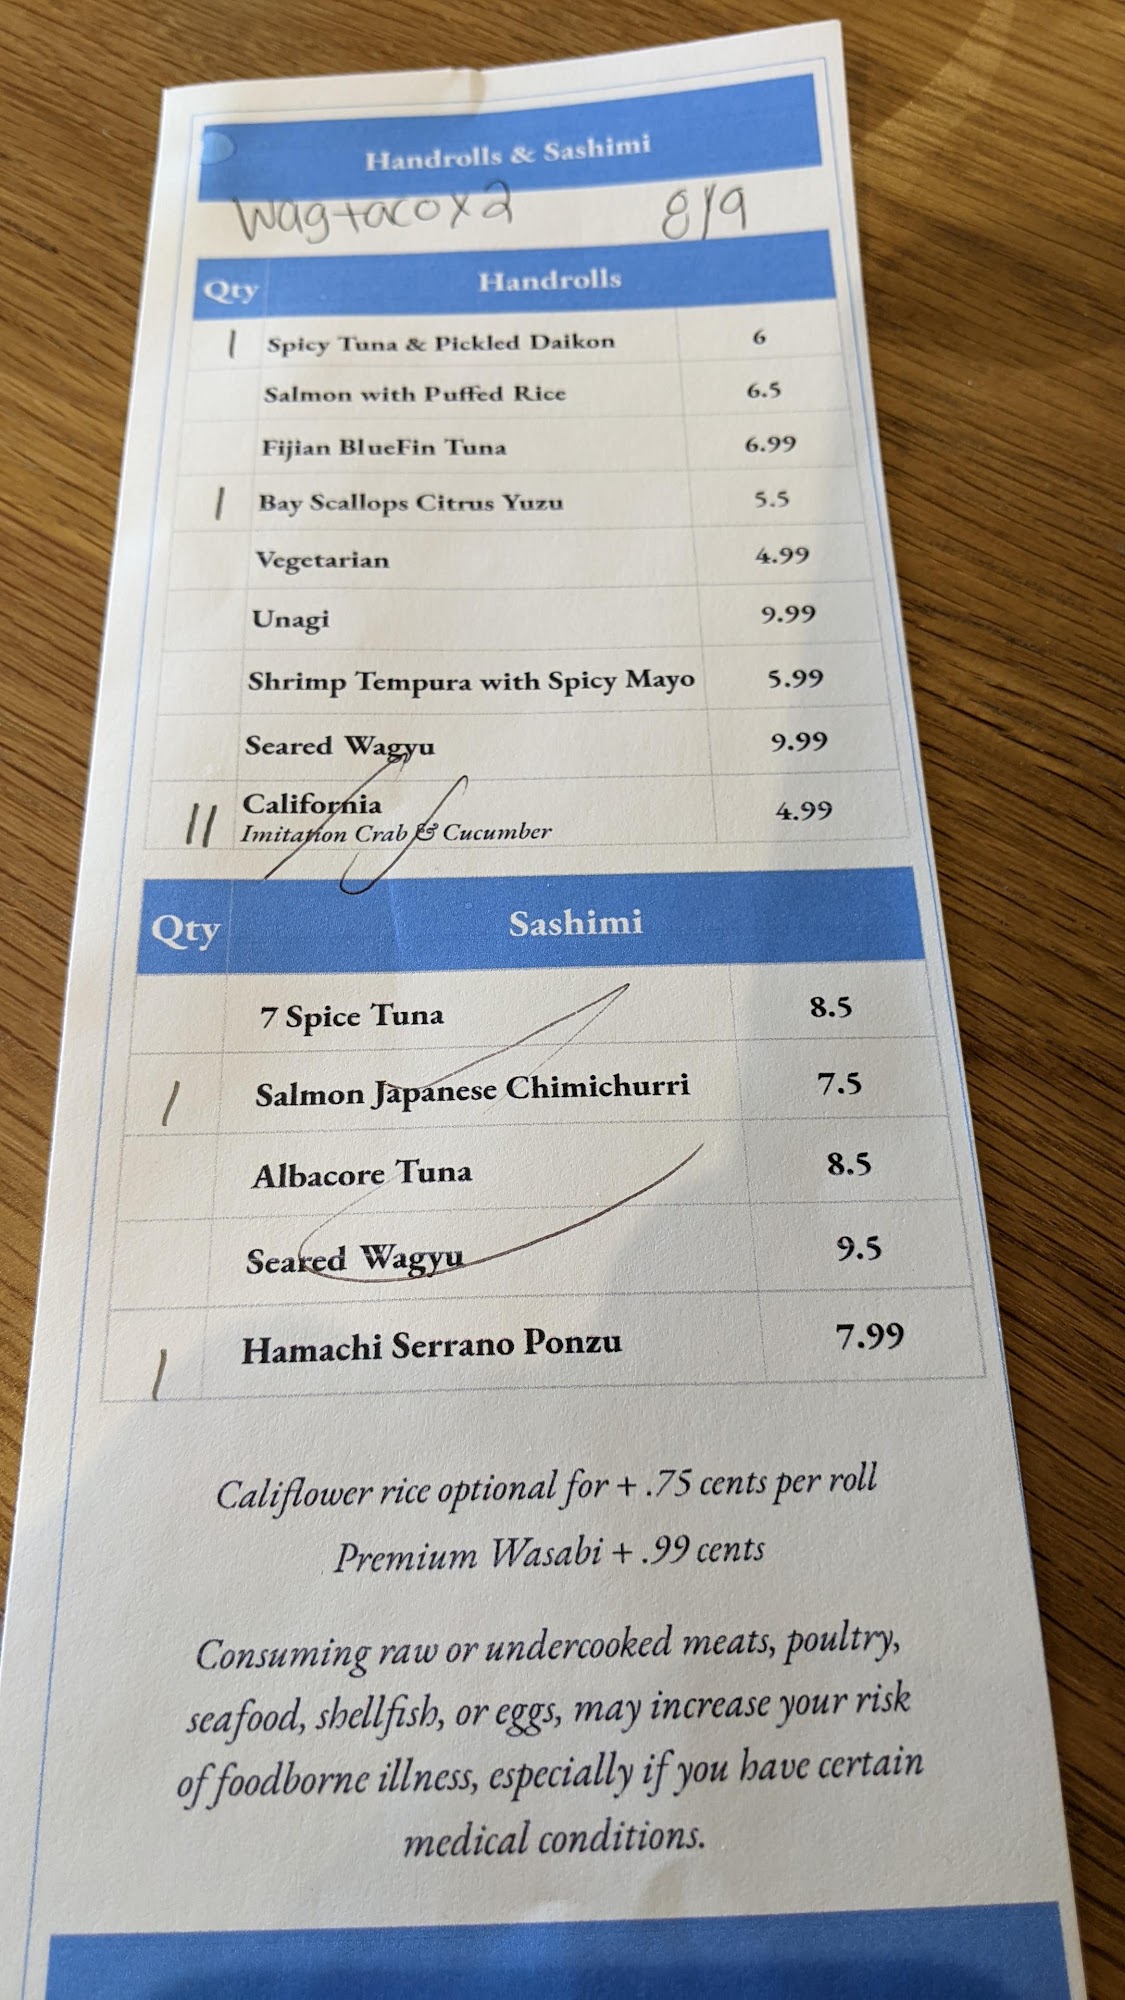 Handrolls & Sashimi
Wagtacox2 8/9
Qty Handrolls
1 Spicy Tuna & Pickled Daikon 6
Salmon with Puffed Rice 6.5
Fijian BlueFin Tuna 6.99
1 Bay Scallops Citrus Yuzu 5.5
Vegetarian 4.99
Unagi 9.99
Shrimp Tempura with Spicy Mayo 5.99
Seared Wagyu 9.99
11 California 4.99
Imitation Crab & Cucumber
Qty Sashimi
7 Spice Tuna 8.5
1 Salmon Japanese Chimichurri 7.5
Albacore Tuna 8.5
Seared Wagyu 9.5
1 Hamachi Serrano Ponzu 7.99
Califlower rice optional for + .75 cents per roll
Premium Wasabi + .99 cents
Consuming raw or undercooked meats, poultry,
seafood, shellfish, or eggs, may increase your risk
of foodborne illness, especially if you have certain
medical conditions.